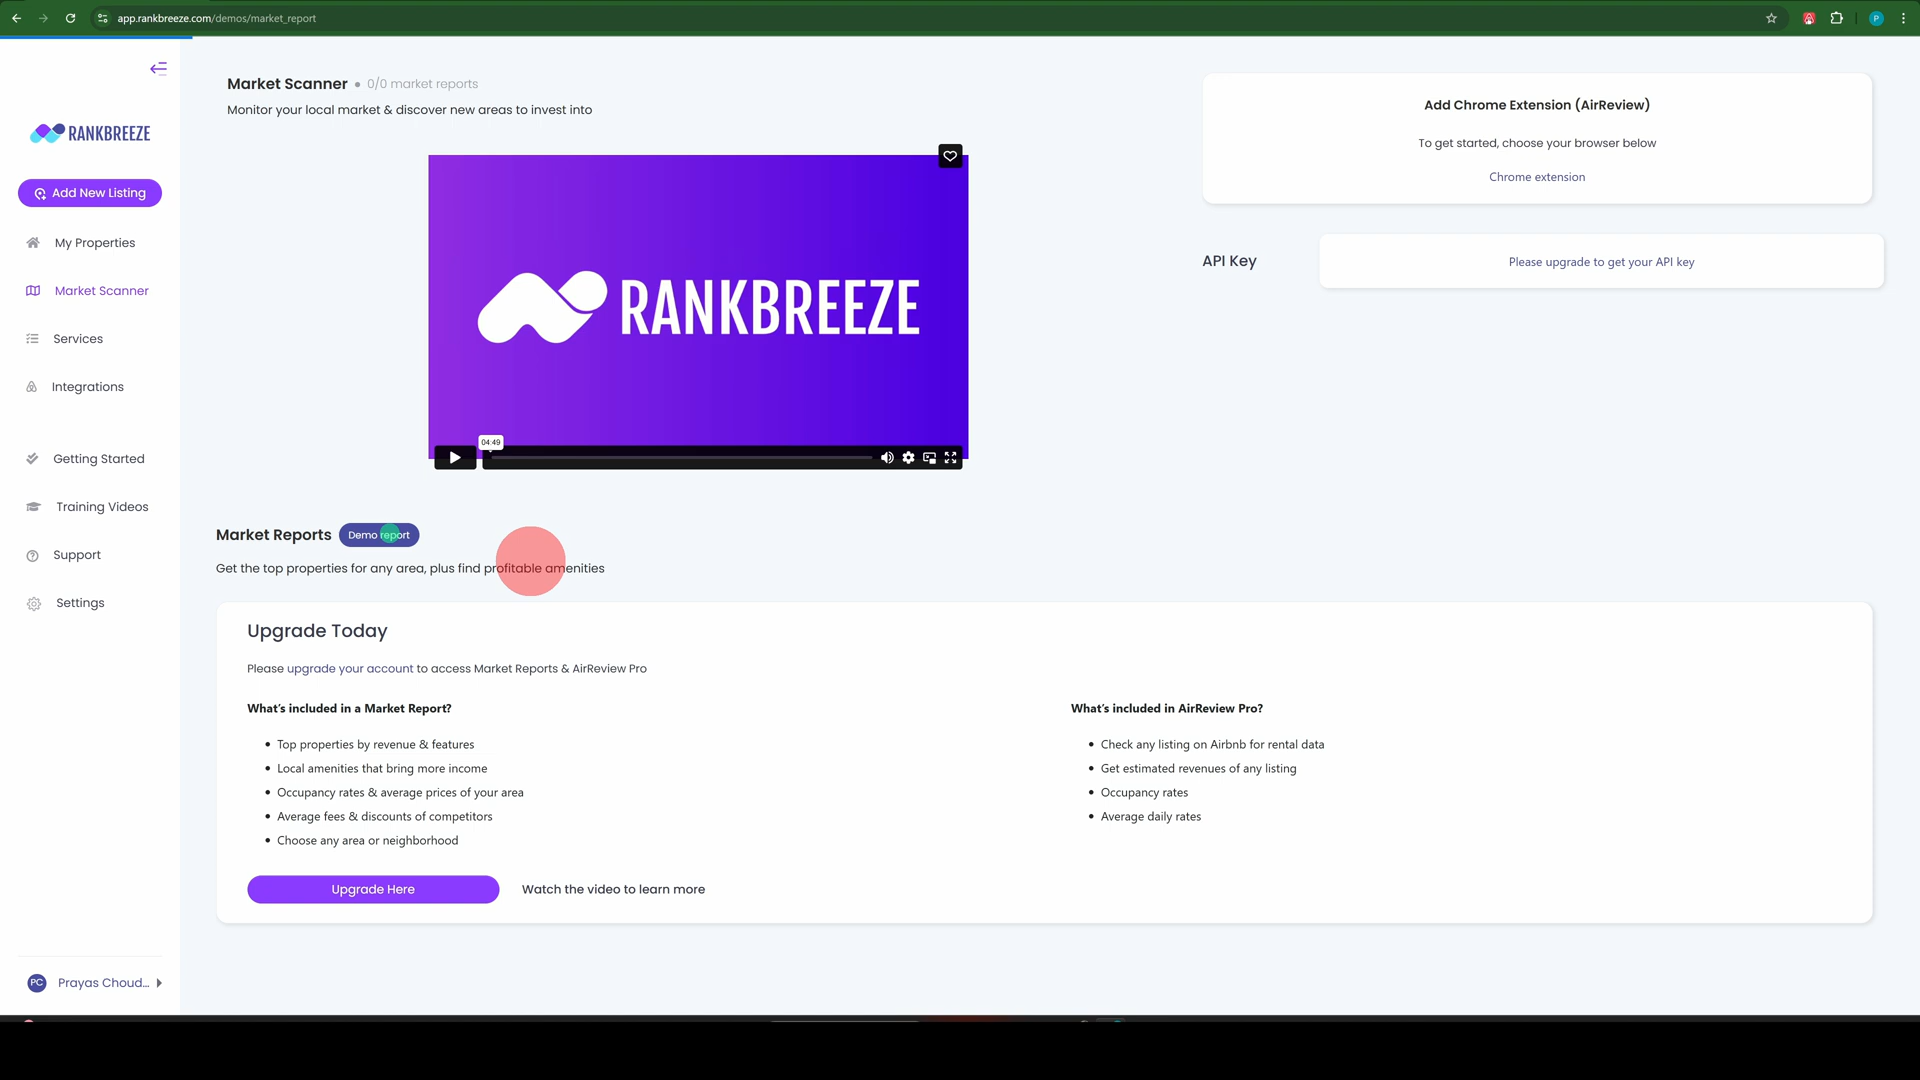 app.rankbreeze.com/demos/market_report
P
RANKBREEZE
Add New Listing
My Properties
Market Scanner
Services
Integrations
Getting Started
Training Videos
Support
Settings
PC
Prayas Choud...
Market Scanner • 0/0 market reports
Monitor your local market & discover new areas to invest into
RANKBREEZE
04:49
Add Chrome Extension (AirReview)
To get started, choose your browser below
Chrome extension
API Key
Please upgrade to get your API key
Market Reports
Demo report
Get the top properties for any area, plus find profitable amenities
Upgrade Today
Please upgrade your account to access Market Reports & AirReview Pro
What's included in a Market Report?
• Top properties by revenue & features
• Local amenities that bring more income
• Occupancy rates & average prices of your area
• Average fees & discounts of competitors
• Choose any area or neighborhood
What's included in AirReview Pro?
• Check any listing on Airbnb for rental data
• Get estimated revenues of any listing
• Occupancy rates
• Average daily rates
Upgrade Here
Watch the video to learn more